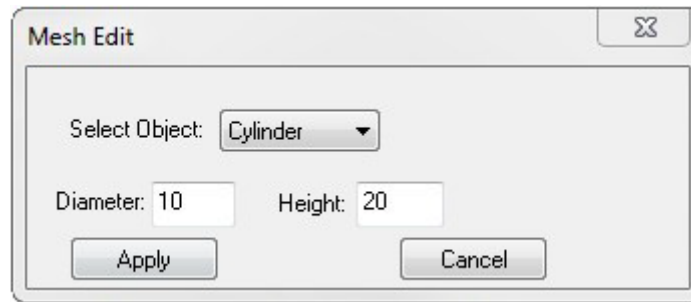 Mesh Edit
Select Object: Cylinder
Diameter: 10 Height: 20
Apply Cancel